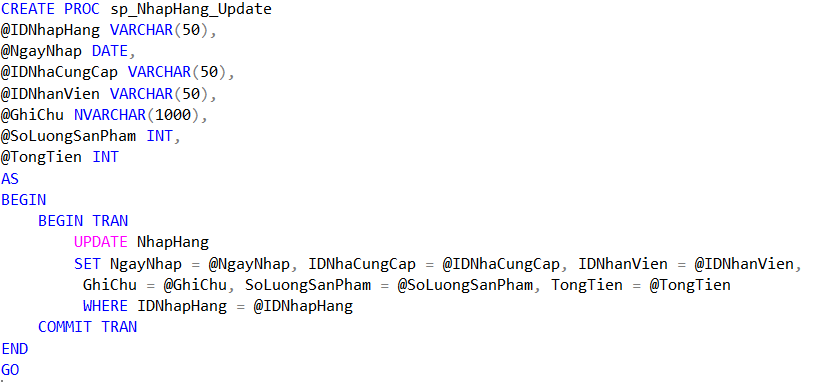 CREATE PROC sp_NhapHang_Update
@IDNhapHang VARCHAR(50),
@NgayNhap DATE,
@IDNhaCungCap VARCHAR(50),
@IDNhanVien VARCHAR(50),
@GhiChu NVARCHAR(1000),
@SoLuongSanPham INT,
@TongTien INT
AS
BEGIN
    BEGIN TRAN
        UPDATE NhapHang
        SET NgayNhap = @NgayNhap, IDNhaCungCap = @IDNhaCungCap, IDNhanVien = @IDNhanVien,
         GhiChu = @GhiChu, SoLuongSanPham = @SoLuongSanPham, TongTien = @TongTien
         WHERE IDNhapHang = @IDNhapHang
    COMMIT TRAN
END
GO